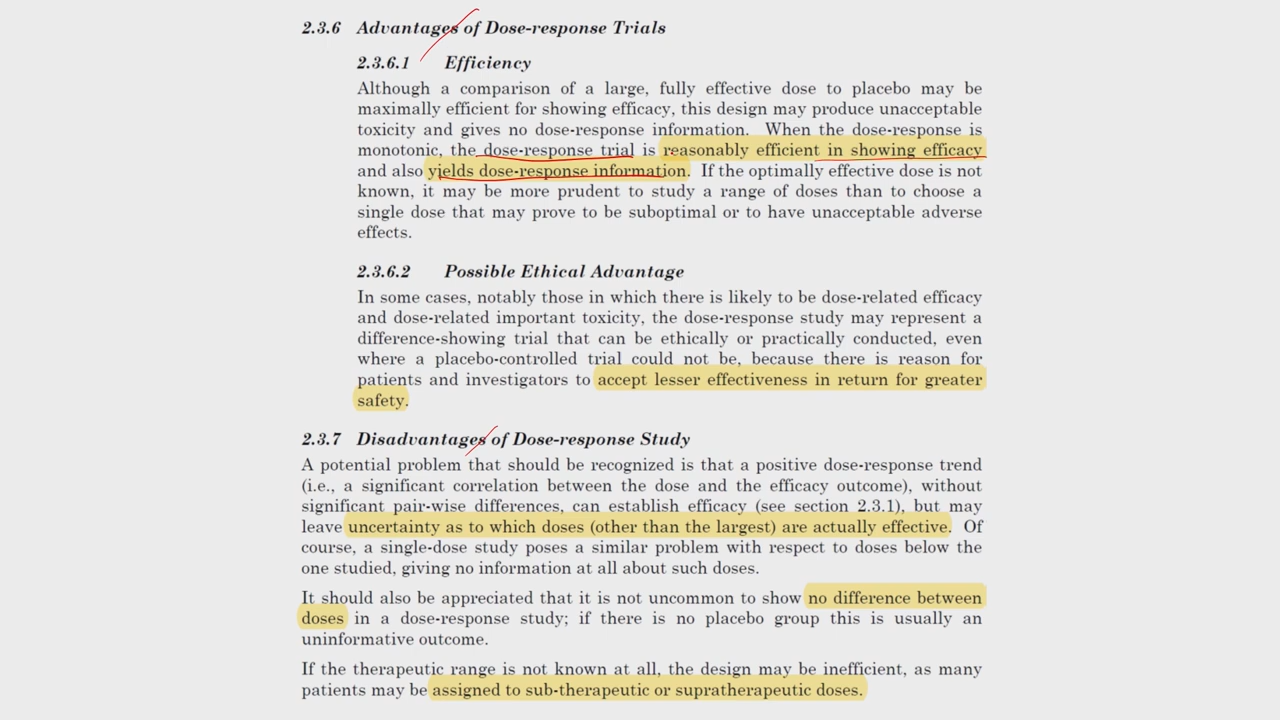 2.3.6 Advantages of Dose-response Trials
2.3.6.1 Efficiency
Although a comparison of a large, fully effective dose to placebo may be
maximally efficient for showing efficacy, this design may produce unacceptable
toxicity and gives no dose-response information. When the dose-response is
monotonic, the dose-response trial is reasonably efficient in showing efficacy
and also yields dose-response information. If the optimally effective dose is not
known, it may be more prudent to study a range of doses than to choose a
single dose that may prove to be suboptimal or to have unacceptable adverse
effects.
2.3.6.2 Possible Ethical Advantage
In some cases, notably those in which there is likely to be dose-related efficacy
and dose-related important toxicity, the dose-response study may represent a
difference-showing trial that can be ethically or practically conducted, even
where a placebo-controlled trial could not be, because there is reason for
patients and investigators to accept lesser effectiveness in return for greater
safety.
2.3.7 Disadvantages of Dose-response Study
A potential problem that should be recognized is that a positive dose-response trend
(i.e., a significant correlation between the dose and the efficacy outcome), without
significant pair-wise differences, can establish efficacy (see section 2.3.1), but may
leave uncertainty as to which doses (other than the largest) are actually effective. Of
course, a single-dose study poses a similar problem with respect to doses below the
one studied, giving no information at all about such doses.
It should also be appreciated that it is not uncommon to show no difference between
doses in a dose-response study; if there is no placebo group this is usually an
uninformative outcome.
If the therapeutic range is not known at all, the design may be inefficient, as many
patients may be assigned to sub-therapeutic or supratherapeutic doses.